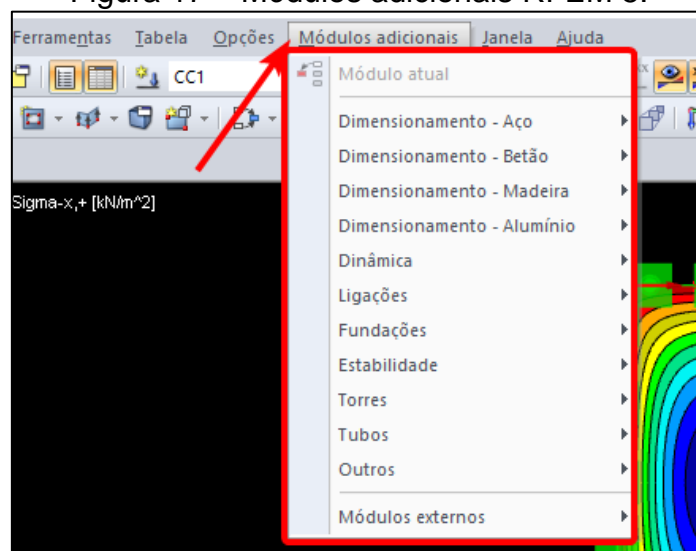 Ferramentas Tabela Opções Módulos adicionais Janela Ajuda
CC1
Módulo atual
Dimensionamento - Aço
Dimensionamento - Betão
Sigma-x,+ [kN/m^2]
Dimensionamento - Madeira
Dimensionamento - Alumínio
Dinâmica
Ligações
Fundações
Estabilidade
Torres
Tubos
Outros
Módulos externos